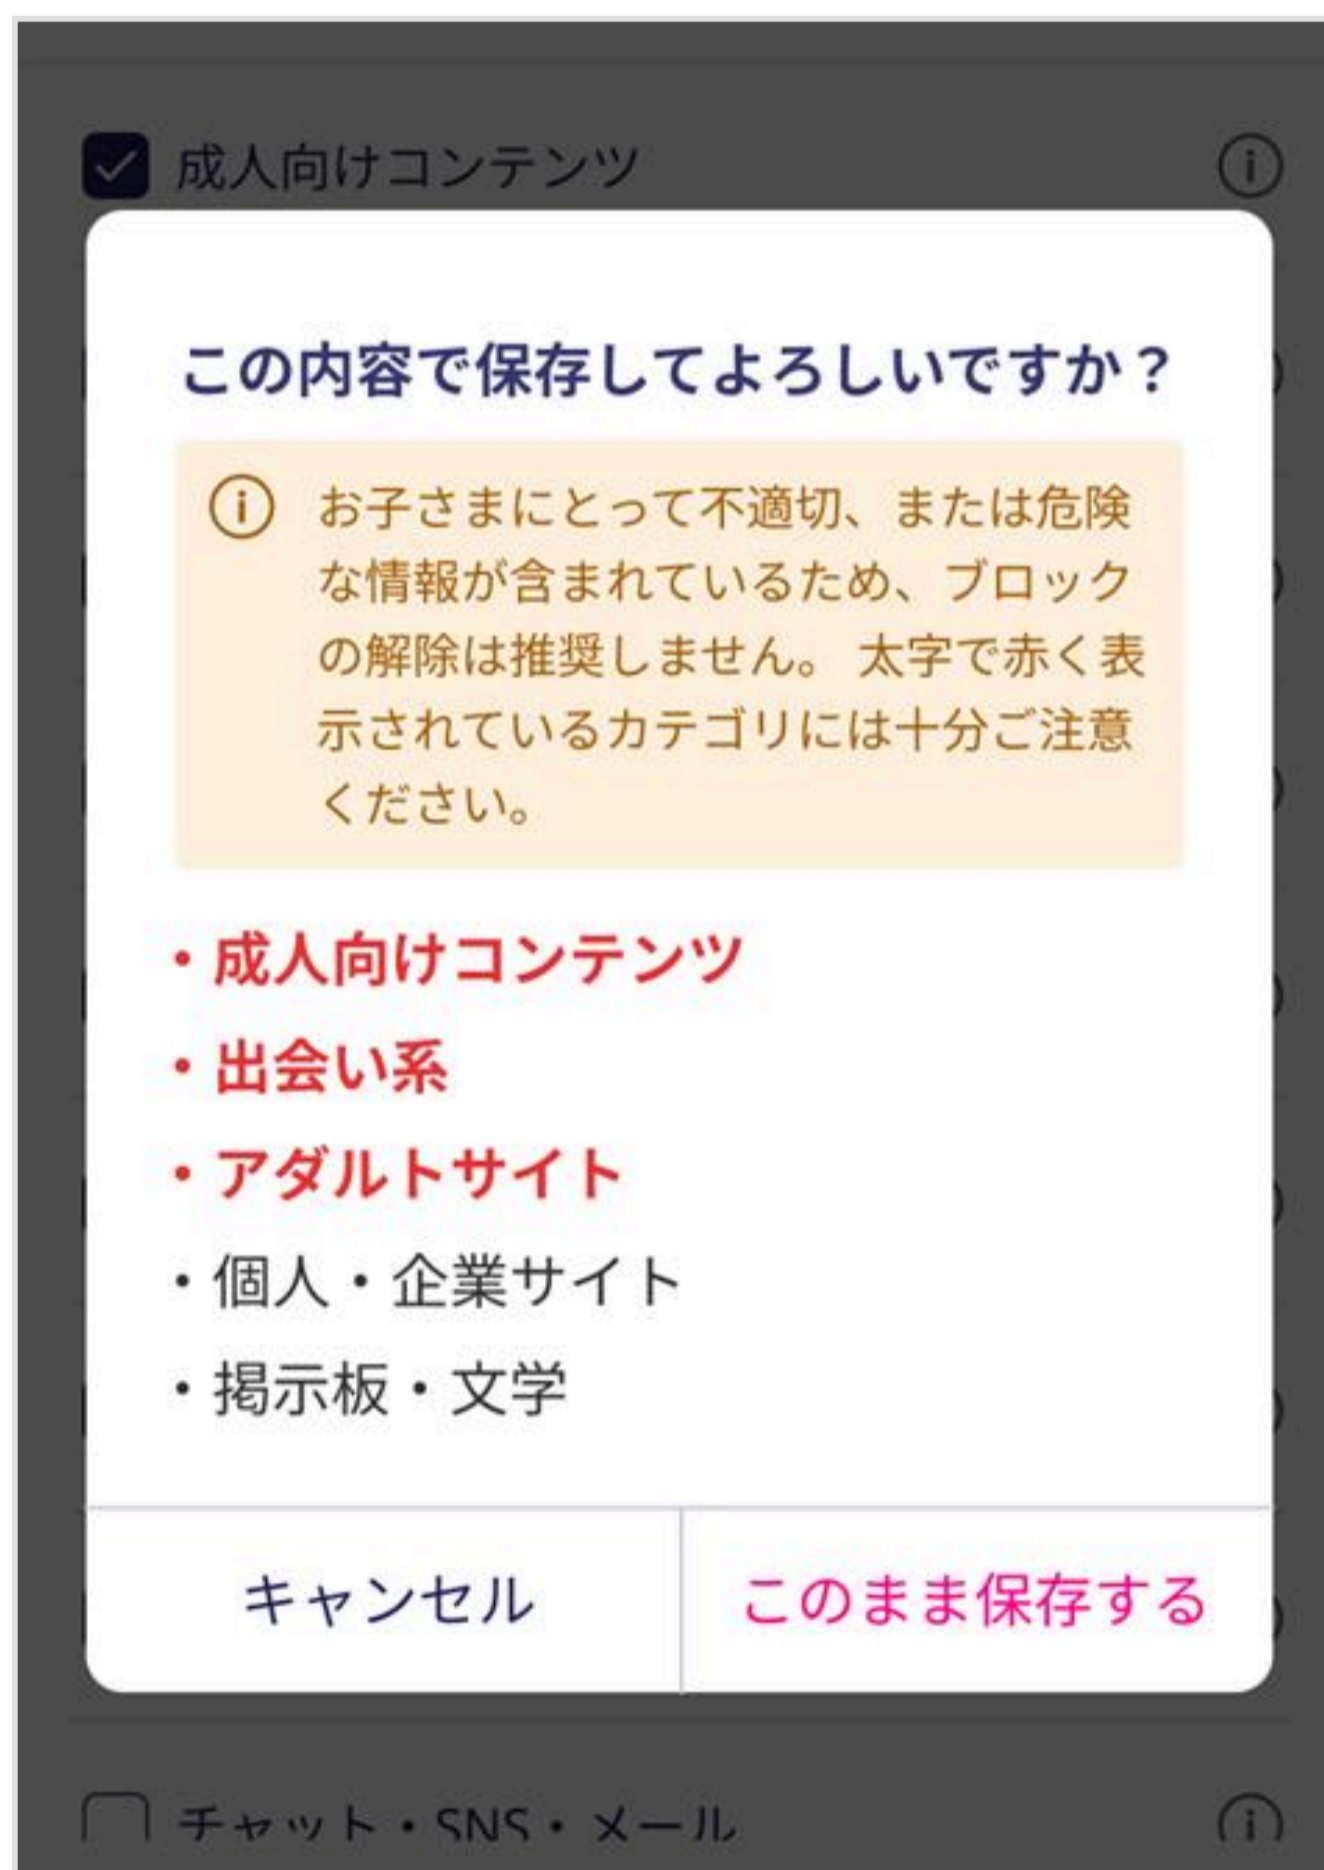 成人向けコンテンツ
この内容で保存してよろしいですか？
お子さまにとって不適切、または危険
な情報が含まれているため、ブロック
の解除は推奨しません。 太字で赤く表
示されているカテゴリには十分ご注意
ください。
・成人向けコンテンツ
・出会い系
・アダルトサイト
・個人・企業サイト
・掲示板・文学
キャンセル
このまま保存する
チャット・SNS・メール